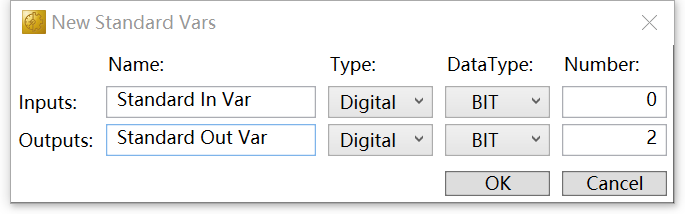 New Standard Vars
Name: Type: DataType: Number:
Inputs: Standard In Var Digital BIT 0
Outputs: Standard Out Var Digital BIT 2
OK Cancel